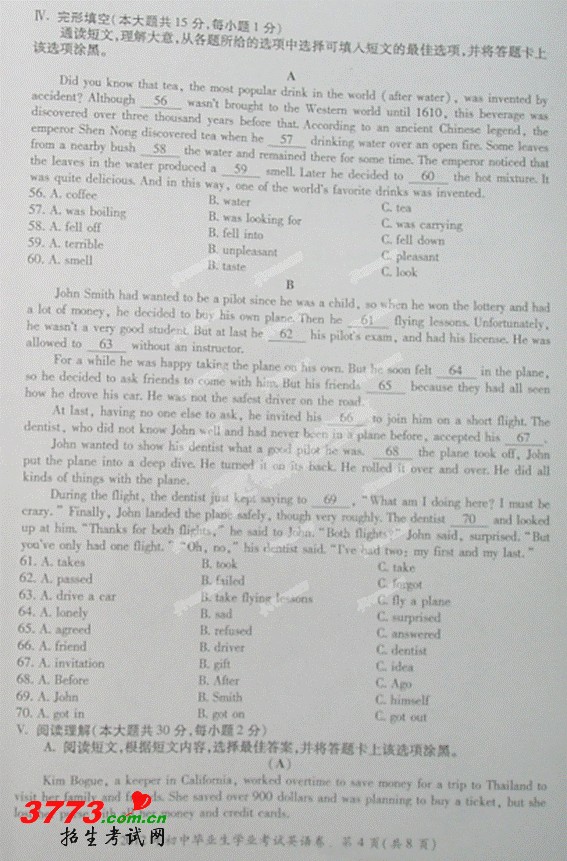 Ⅳ. 完形填空(本大题共15分,每小题1分)
通读短文,理解大意,从各题所给的选项中选择可填入短文的最佳选项,并将答题卡上
该选项涂黑。
A
Did you know that tea, the most popular drink in the world (after water), was invented by
accident? Although 56 wasn't brought to the Western world until 1610, this beverage was
discovered over three thousand years before that. According to an ancient Chinese legend, the
emperor Shen Nong discovered tea when he 57 drinking water over an open fire. Some leaves
from a nearby bush 58 the water and remained there for some time. The emperor noticed that
the leaves in the water produced a 59 smell. Later he decided to 60 the hot mixture. It
was quite delicious. And in this way, one of the world's favorite drinks was invented.
56. A. coffee B. water C. tea
57. A. was boiling B. was looking for C. was carrying
58. A. fell off B. fell into C. fell down
59. A. terrible B. unpleasant C. pleasant
60. A. smell B. taste C. look
B
John Smith had wanted to be a pilot since he was a child, so when he won the lottery and had
a lot of money, he decided to buy his own plane. Then he 61 flying lessons. Unfortunately,
he wasn't a very good student. But at last he 62 his pilot's exam, and had his license. He was
allowed to 63 without an instructor.
For a while he was happy taking the plane on his own. But he soon felt 64 in the plane,
so he decided to ask friends to come with him. But his friends 65 because they had all seen
how he drove his car. He was not the safest driver on the road.
At last, having no one else to ask, he invited his 66 to join him on a short flight. The
dentist, who did not know John well and had never been in a plane before, accepted his 67 .
John wanted to show his dentist what a good pilot he was. 68 the plane took off, John
put the plane into a deep dive. He turned it on its back. He rolled it over and over. He did all
kinds of things with the plane.
During the flight, the dentist just kept saying to 69 , "What am I doing here? I must be
crazy." Finally, John landed the plane safely, though very roughly. The dentist 70 and looked
up at him. "Thanks for both flights," he said to John. "Both flights?" John said, surprised. "But
you've only had one flight." "Oh, no," his dentist said. "I've had two: my first and my last."
61. A. takes B. took C. take
62. A. passed B. failed C. forgot
63. A. drive a car B. take flying lessons C. fly a plane
64. A. lonely B. sad C. surprised
65. A. agreed B. refused C. answered
66. A. friend B. driver C. dentist
67. A. invitation B. gift C. idea
68. A. Before B. After C. Ago
69. A. John B. Smith C. himself
70. A. got in B. got on C. got out
Ⅴ. 阅读理解(本大题共30分,每小题2分)
A. 阅读短文,根据短文内容,选择最佳答案,并将答题卡上该选项涂黑。
(A)
Kim Bogue, a keeper in California, worked overtime to save money for a trip to Thailand to
visit her family and friends. She saved over 900 dollars and was planning to buy a ticket, but she
lost her purse with all her money and credit cards.
3773.com.cn
招生考试网
初中毕业生学业考试英语卷 第4页(共8页)